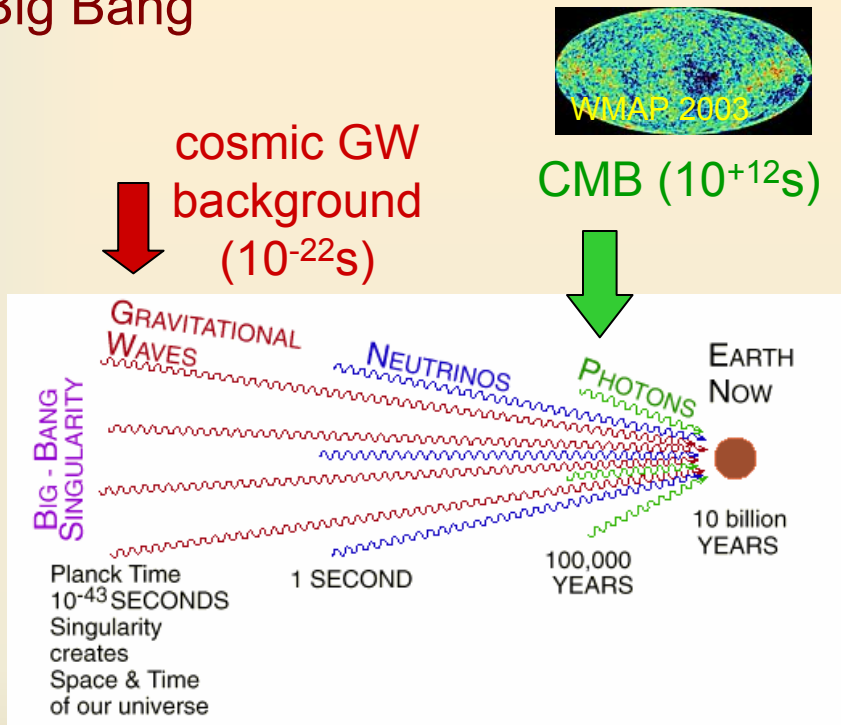 Big Bang
WMAP 2003
cosmic GW
background
(10⁻²²s)
CMB (10⁺¹²s)
GRAVITATIONAL
WAVES
NEUTRINOS
PHOTONS
EARTH
NOW
BIG - BANG
SINGULARITY
Planck Time
10⁻⁴³ SECONDS
Singularity
creates
Space & Time
of our universe
1 SECOND
100,000
YEARS
10 billion
YEARS